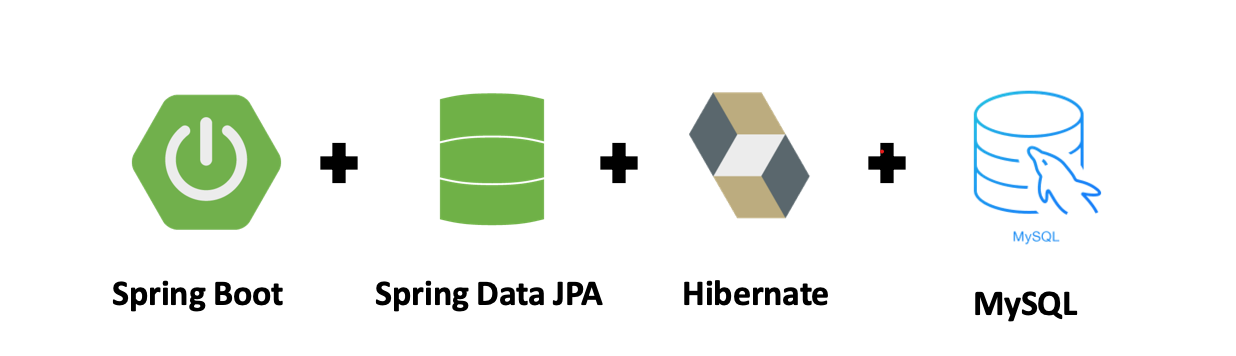 MySQL
Spring Boot
Spring Data JPA
Hibernate
MySQL